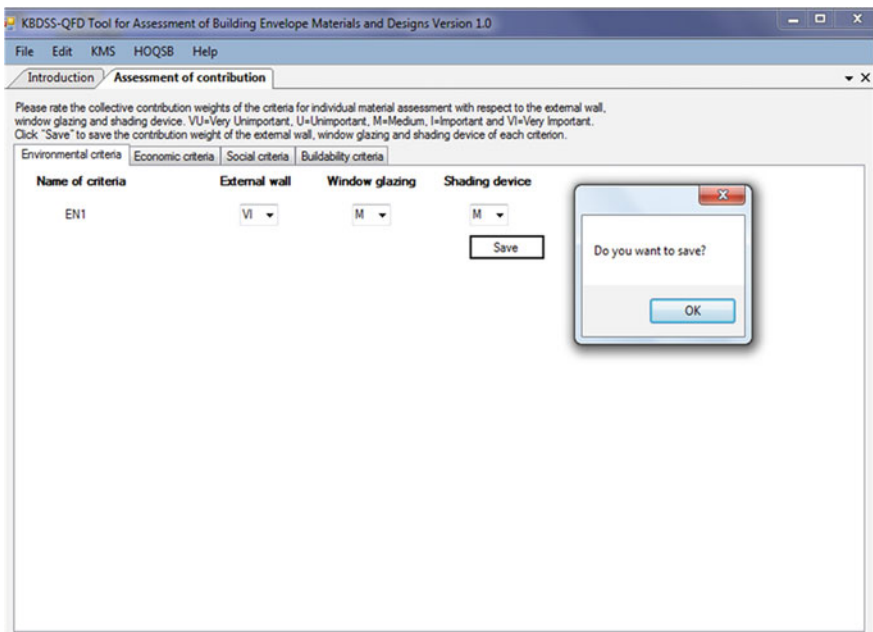 KBDSS-QFD Tool for Assessment of Building Envelope Materials and Designs Version 1.0
File Edit KMS HOQSB Help
Introduction Assessment of contribution
Please rate the collective contribution weights of the criteria for individual material assessment with respect to the external wall,
window glazing and shading device. VU=Very Unimportant, U=Unimportant, M=Medium, I=Important and VI=Very Important.
Click "Save" to save the contribution weight of the external wall, window glazing and shading device of each criterion.
Environmental criteria Economic criteria Social criteria Buildability criteria
Name of criteria External wall Window glazing Shading device
EN1 VI M M
Save
Do you want to save?
OK